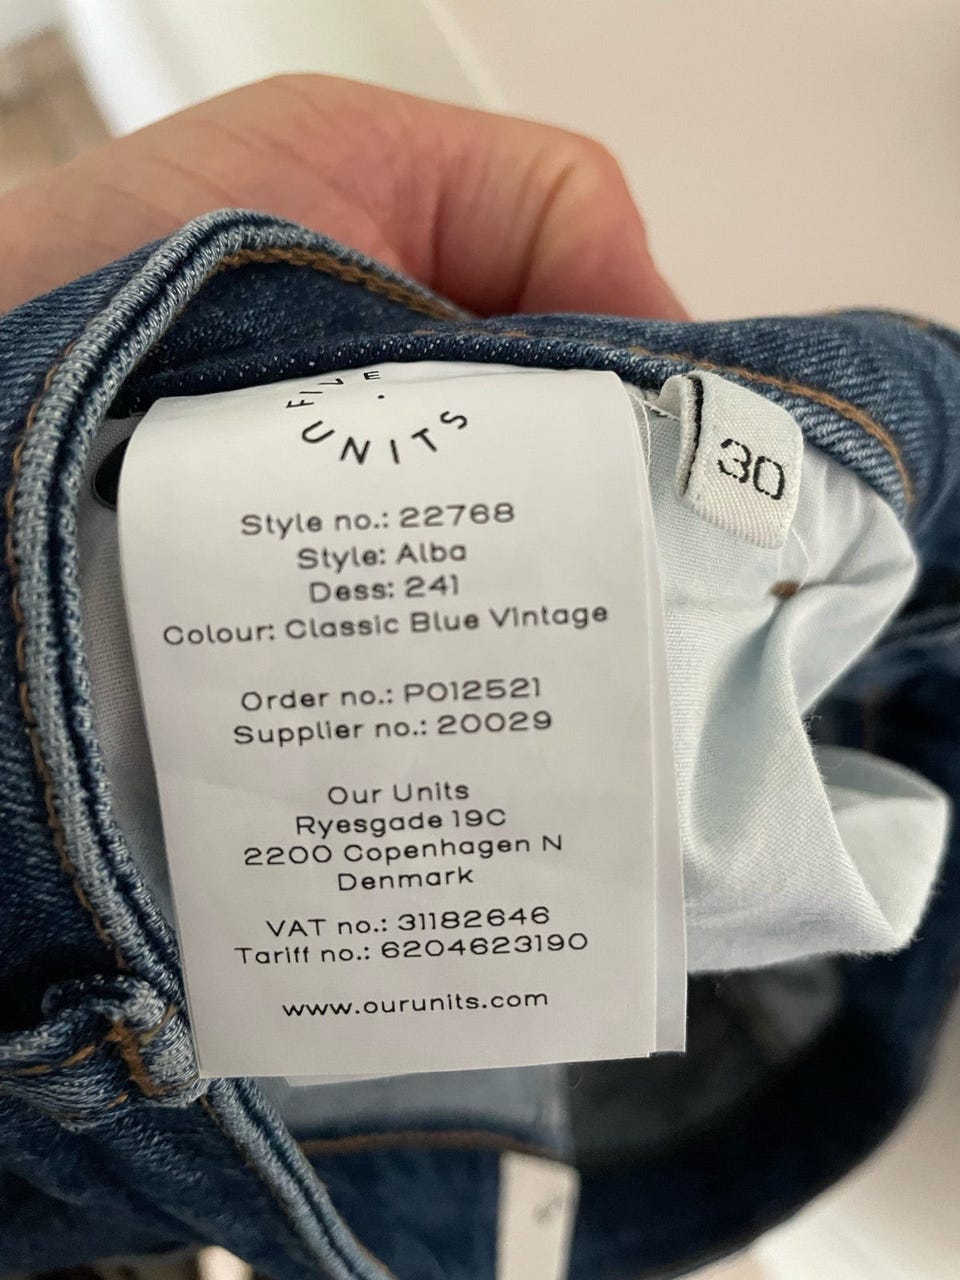 FIVE
UNITS
30
Style no.: 22768
Style: Alba
Dess: 241
Colour: Classic Blue Vintage
Order no.: PO12521
Supplier no.: 20029
Our Units
Ryesgade 19C
2200 Copenhagen N
Denmark
VAT no.: 31182646
Tariff no.: 6204623190
www.ourunits.com